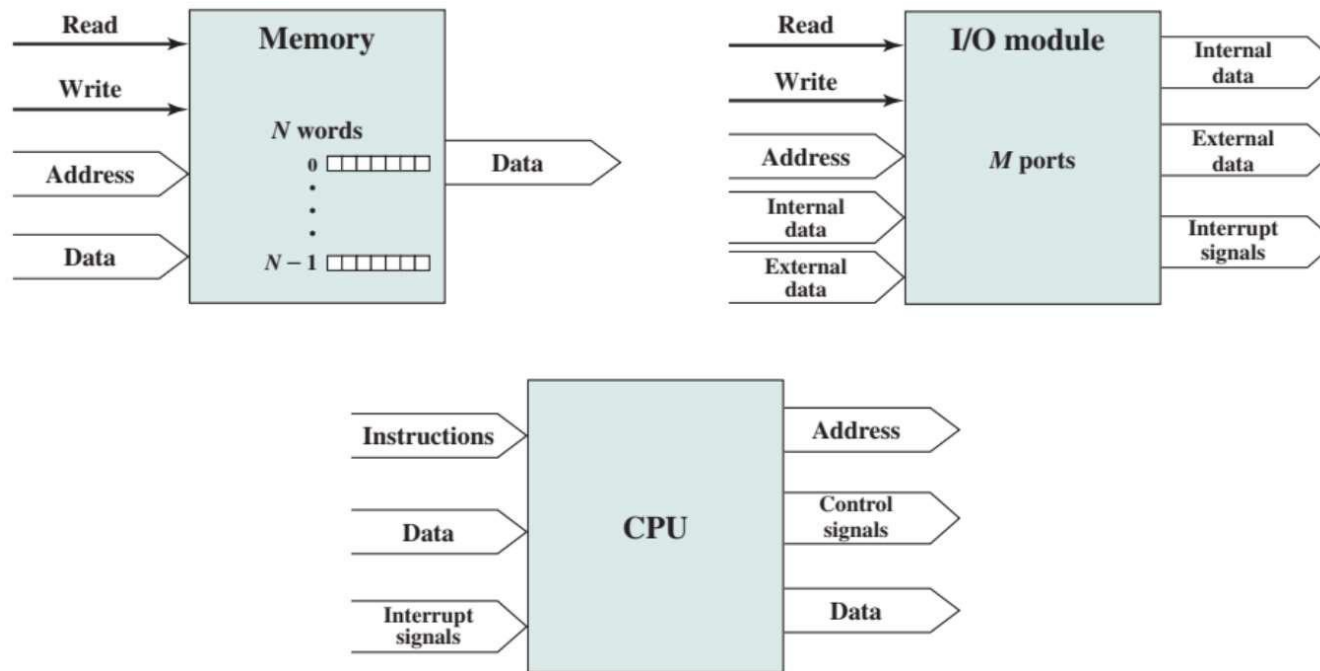 Read
Write
Address
Data
Memory
N words
0
N − 1
Data
Read
Write
Address
Internal
data
External
data
I/O module
M ports
Internal
data
External
data
Interrupt
signals
Instructions
Data
Interrupt
signals
CPU
Address
Control
signals
Data